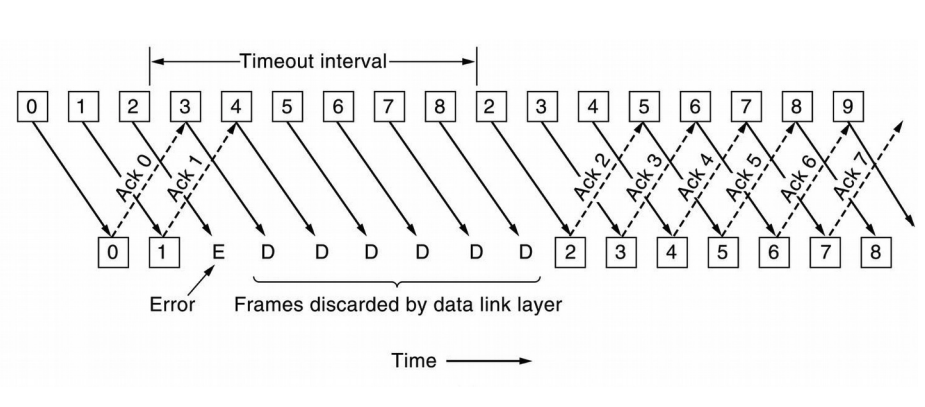 Timeout interval
0 1 2 3 4 5 6 7 8 2 3 4 5 6 7 8 9
Ack 0 Ack 1 Ack 2 Ack 3 Ack 4 Ack 5 Ack 6 Ack 7
0 1 E D D D D D D 2 3 4 5 6 7 8
Error Frames discarded by data link layer
Time